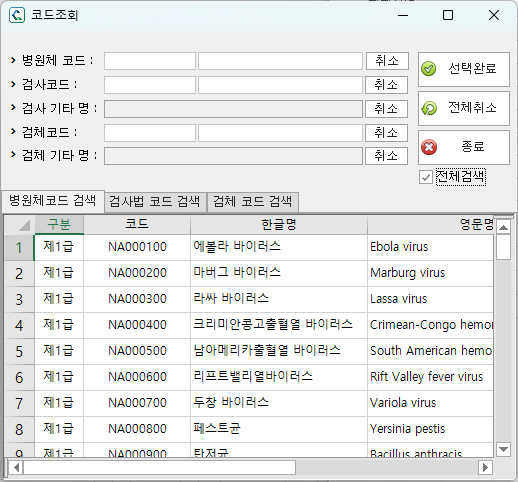 코드조회
병원체 코드 : 취소 선택완료
검사코드 : 취소
검사 기타 명 : 취소 전체취소
검체코드 : 취소
검체 기타 명 : 취소 종료
전체검색
병원체코드 검색 검사법 코드 검색 검체 코드 검색
구분 코드 한글명 영문명
1 제1급 NA000100 에볼라 바이러스 Ebola virus
2 제1급 NA000200 마버그 바이러스 Marburg virus
3 제1급 NA000300 라싸 바이러스 Lassa virus
4 제1급 NA000400 크리미안콩고출혈열 바이러스 Crimean-Congo hemor
5 제1급 NA000500 남아메리카출혈열 바이러스 South American hemo
6 제1급 NA000600 리프트밸리열바이러스 Rift Valley fever virus
7 제1급 NA000700 두창 바이러스 Variola virus
8 제1급 NA000800 페스트균 Yersinia pestis
9 제1급 NA000900 탄저균 Bacillus anthracis